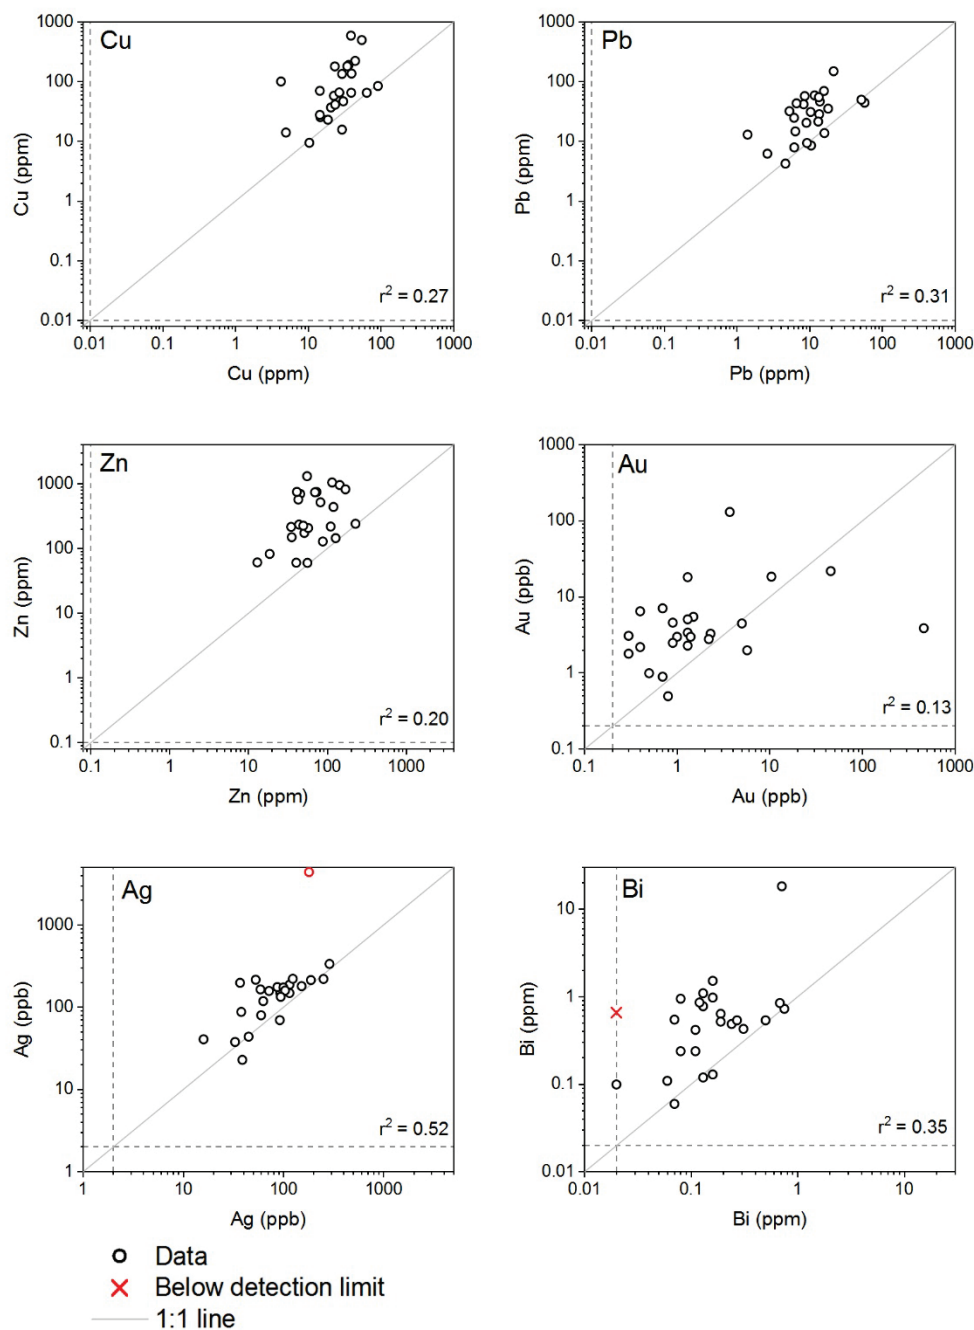 Cu
Cu (ppm)
1000
100
10
1
0.1
0.01
r² = 0.27
0.01 0.1 1 10 100 1000
Cu (ppm)
Pb
Pb (ppm)
1000
100
10
1
0.1
0.01
r² = 0.31
0.01 0.1 1 10 100 1000
Pb (ppm)
Zn
Zn (ppm)
1000
100
10
1
0.1
r² = 0.20
0.1 1 10 100 1000
Zn (ppm)
Au
Au (ppb)
1000
100
10
1
0.1
r² = 0.13
0.1 1 10 100 1000
Au (ppb)
Ag
Ag (ppb)
1000
100
10
1
r² = 0.52
1 10 100 1000
Ag (ppb)
Bi
Bi (ppm)
10
1
0.1
0.01
r² = 0.35
0.01 0.1 1 10
Bi (ppm)
Data
Below detection limit
1:1 line